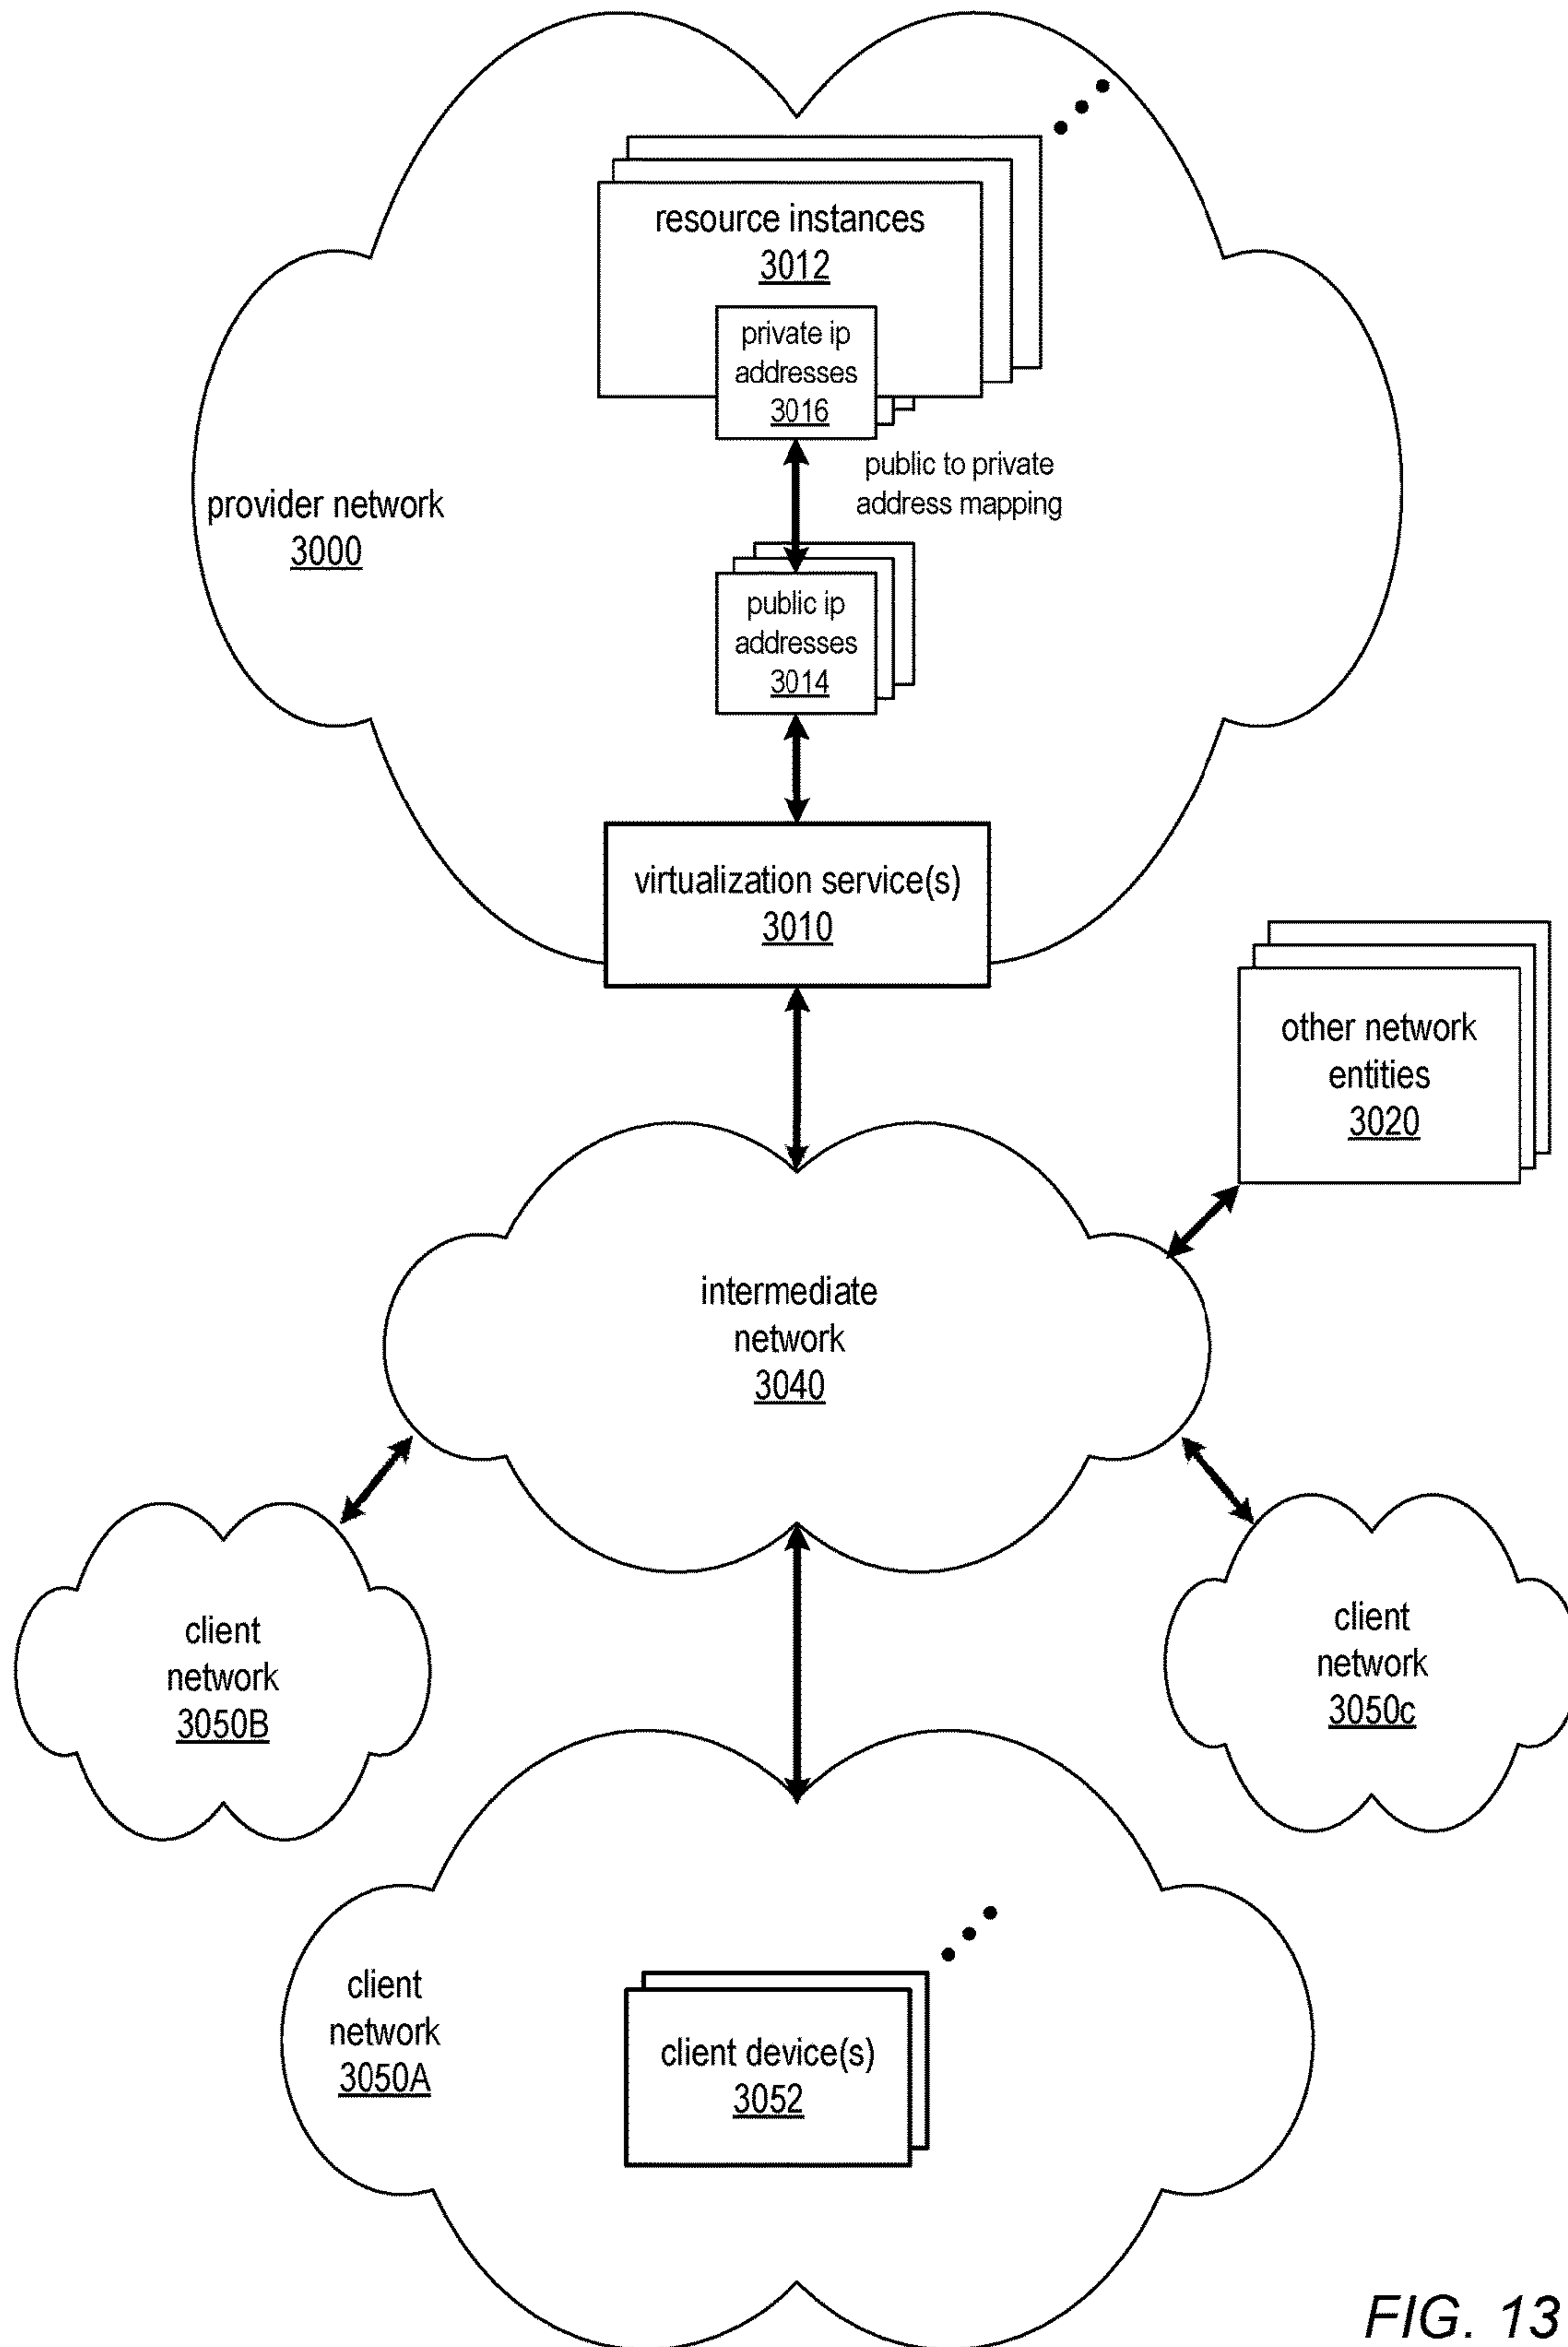 resource instances
3012
private ip
addresses
3016
public to private
address mapping
provider network
3000
public ip
addresses
3014
virtualization service(s)
3010
other network
entities
3020
intermediate
network
3040
client
network
3050B
client
network
3050c
client
network
3050A
client device(s)
3052
FIG. 13